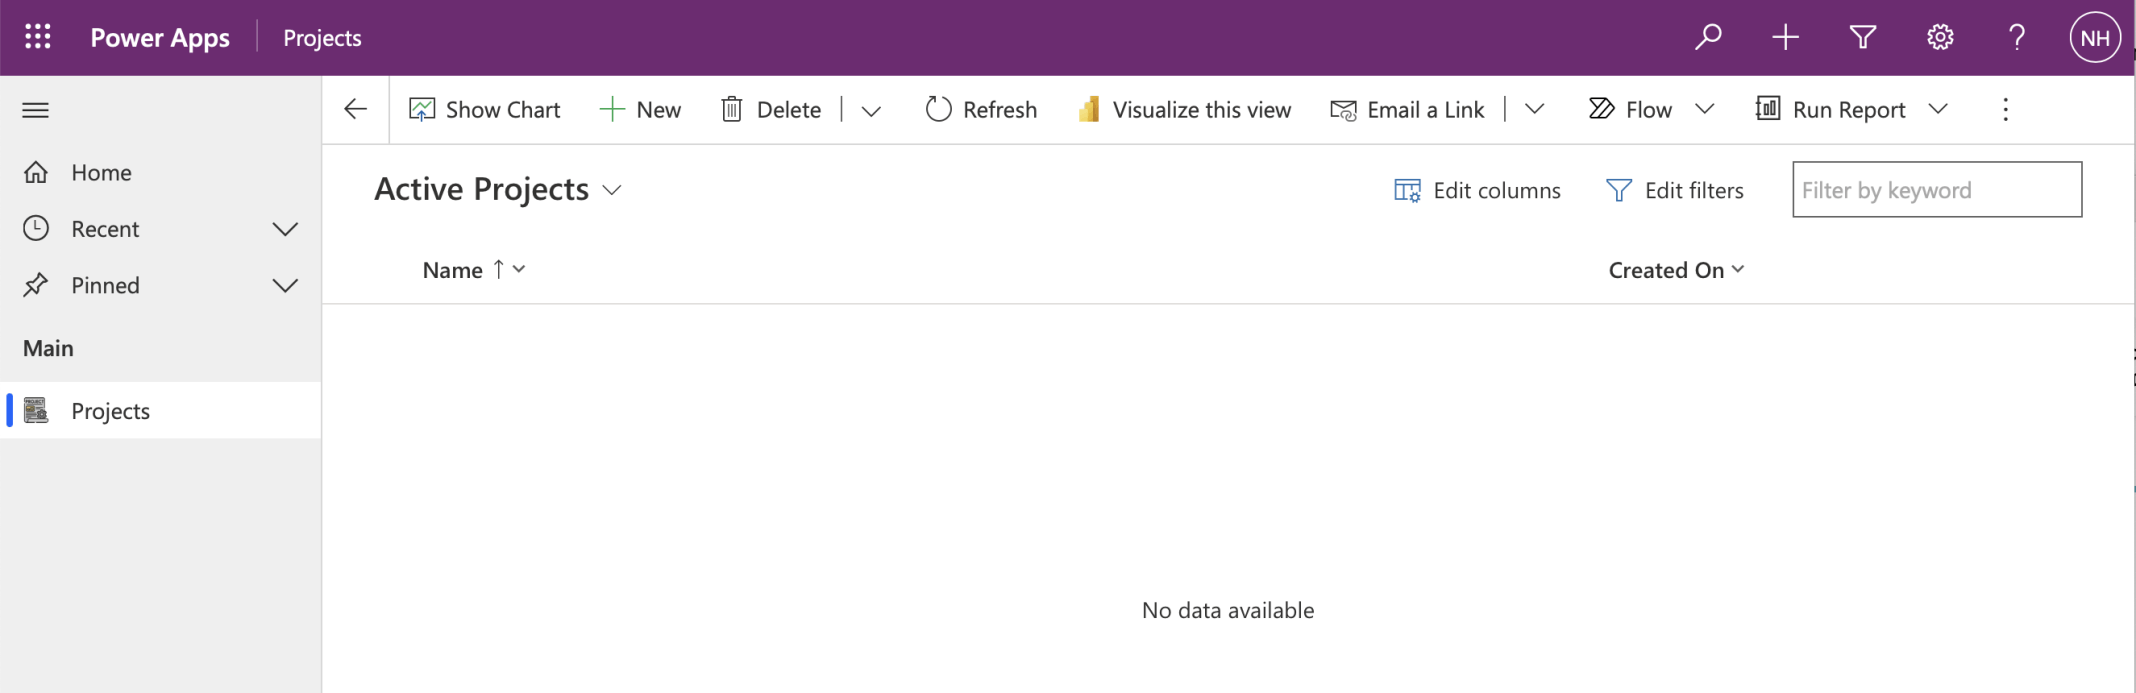 Power Apps
Projects
NH
Show Chart
New
Delete
Refresh
Visualize this view
Email a Link
Flow
Run Report
Home
Recent
Pinned
Main
Projects
Active Projects
Edit columns
Edit filters
Filter by keyword
Name
Created On
No data available